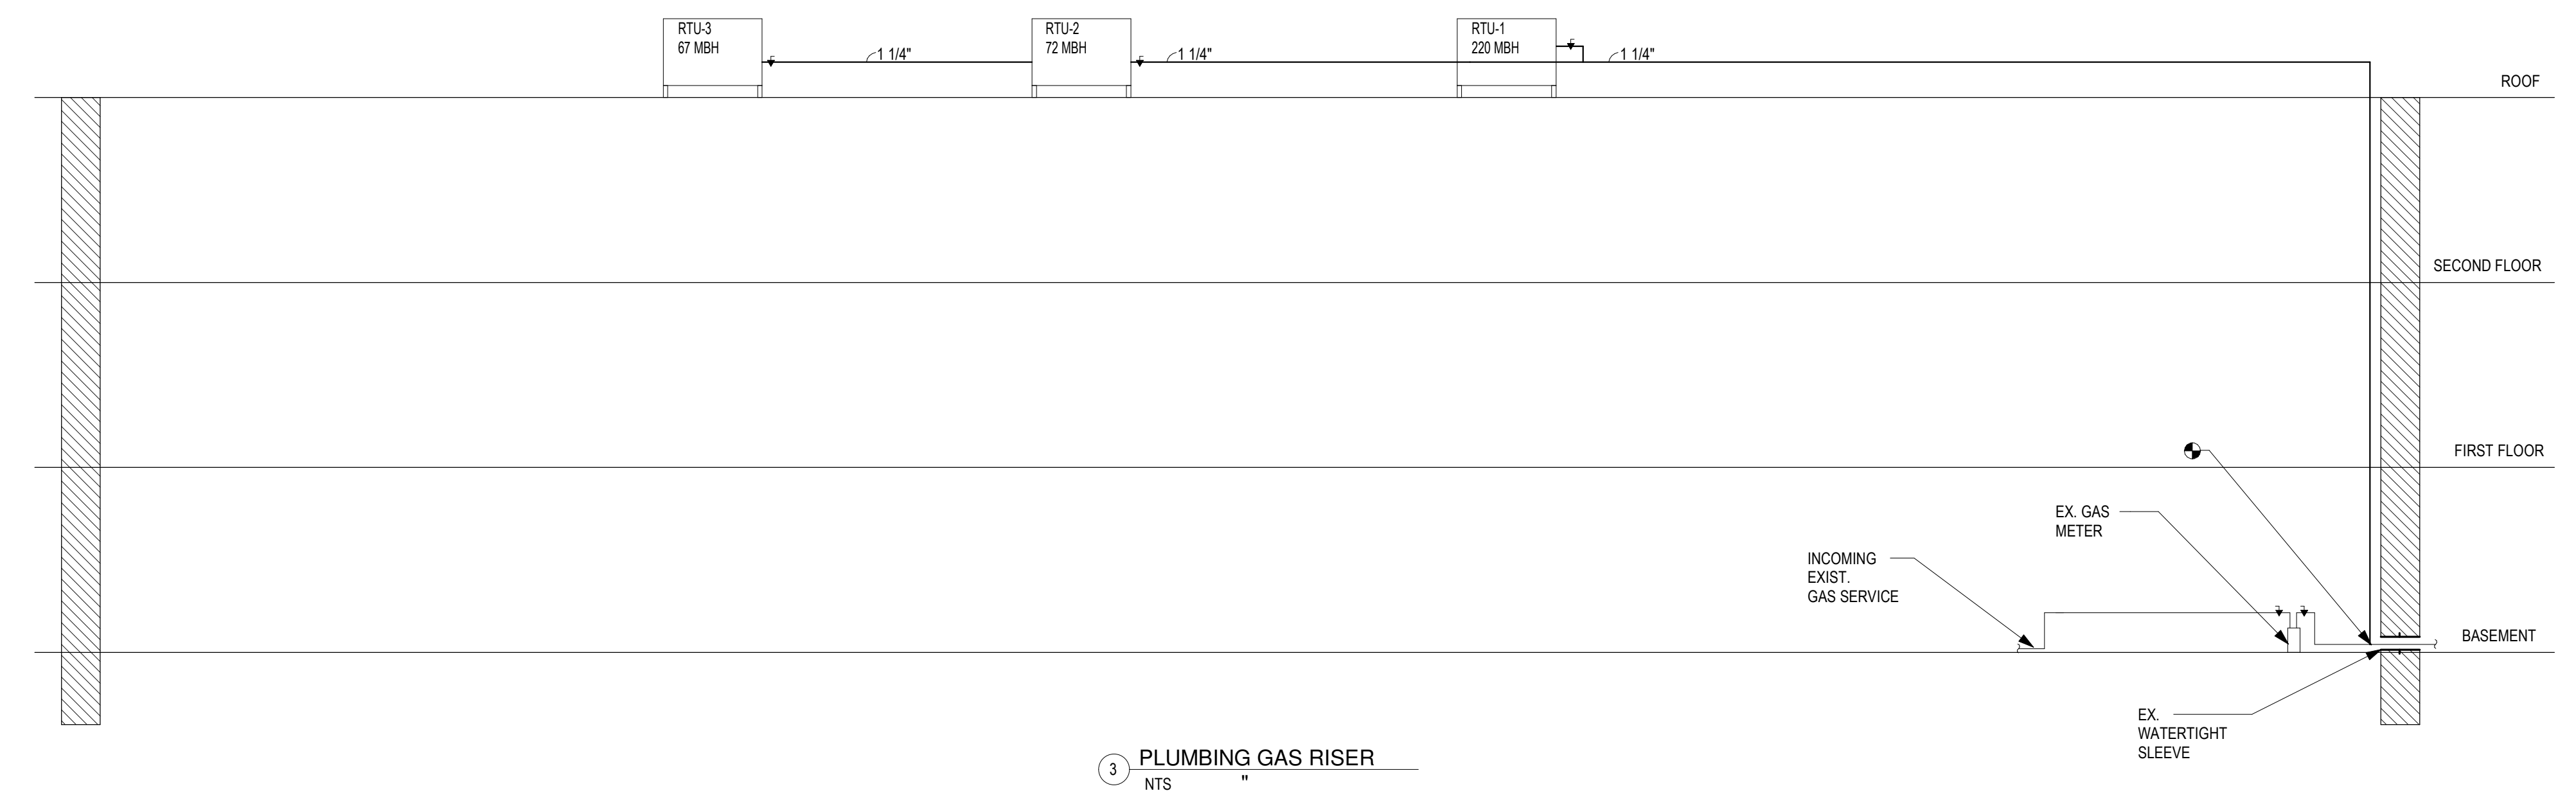 RTU-3
67 MBH
1 1/4"
RTU-2
72 MBH
1 1/4"
RTU-1
220 MBH
1 1/4"
ROOF
SECOND FLOOR
FIRST FLOOR
EX. GAS
METER
INCOMING
EXIST.
GAS SERVICE
BASEMENT
EX.
WATERTIGHT
SLEEVE
3
PLUMBING GAS RISER
NTS "